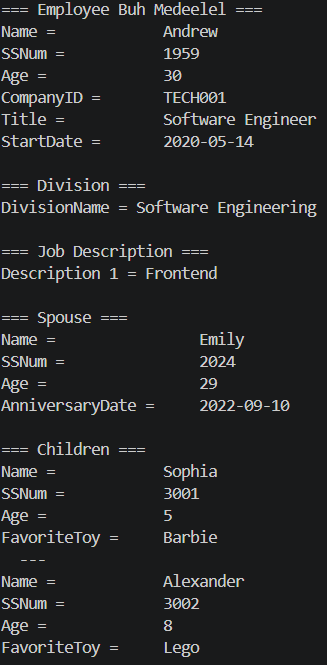 === Employee Buh Medeelel ===
Name = Andrew
SSNum = 1959
Age = 30
CompanyID = TECH001
Title = Software Engineer
StartDate = 2020-05-14
=== Division ===
DivisionName = Software Engineering
=== Job Description ===
Description 1 = Frontend
=== Spouse ===
Name = Emily
SSNum = 2024
Age = 29
AnniversaryDate = 2022-09-10
=== Children ===
Name = Sophia
SSNum = 3001
Age = 5
FavoriteToy = Barbie
---
Name = Alexander
SSNum = 3002
Age = 8
FavoriteToy = Lego